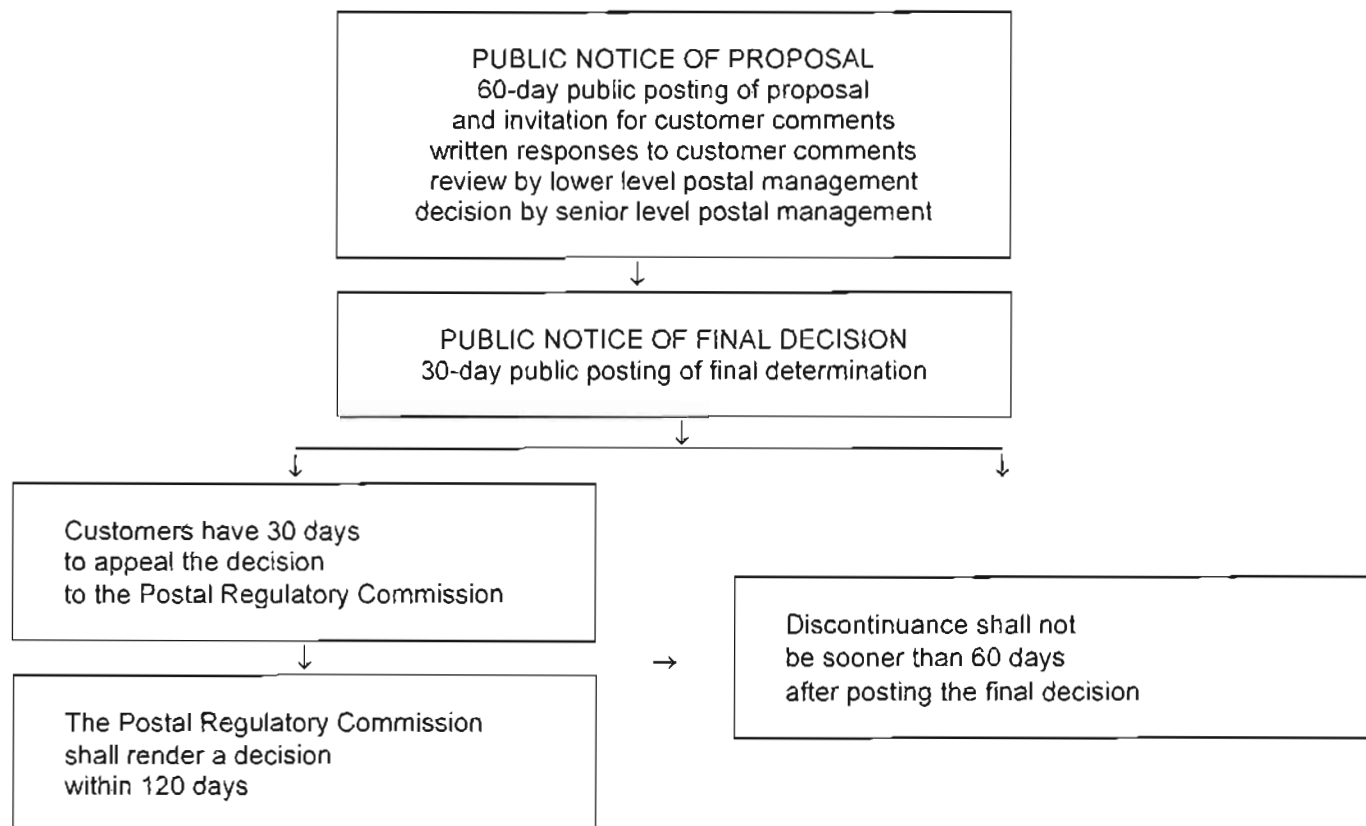 PUBLIC NOTICE OF PROPOSAL
60-day public posting of proposal
and invitation for customer comments
written responses to customer comments
review by lower level postal management
decision by senior level postal management
↓
PUBLIC NOTICE OF FINAL DECISION
30-day public posting of final determination
↓
↓ ↓
Customers have 30 days
to appeal the decision
to the Postal Regulatory Commission
↓
→
Discontinuance shall not
be sooner than 60 days
after posting the final decision
The Postal Regulatory Commission
shall render a decision
within 120 days